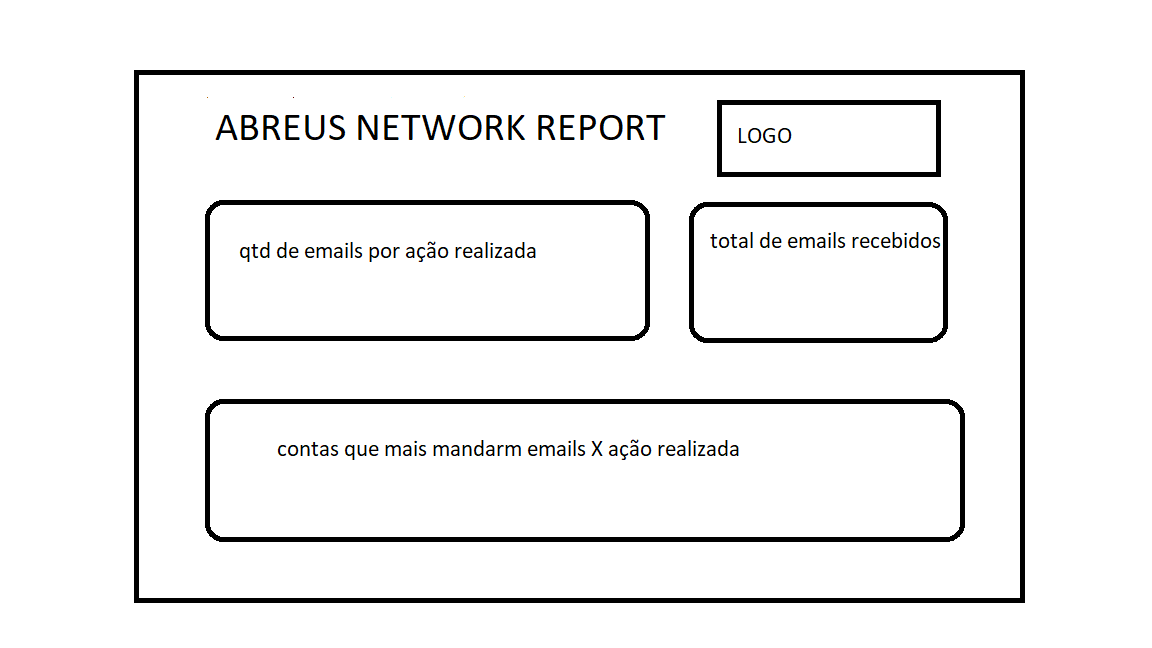 ABREUS NETWORK REPORT
LOGO
qtd de emails por ação realizada
total de emails recebidos
contas que mais mandarm emails X ação realizada